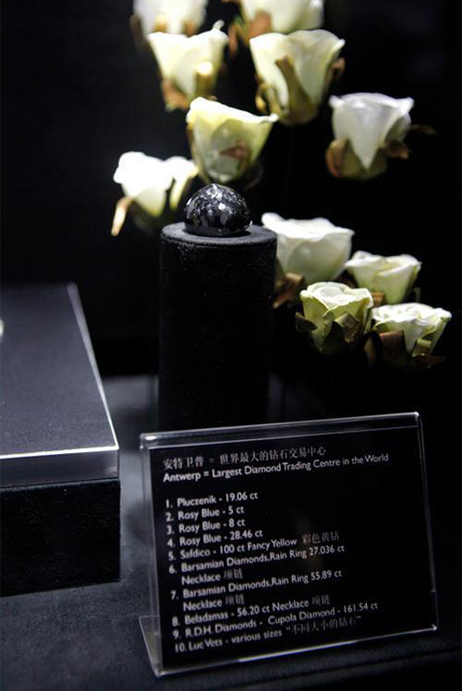 安特卫普 = 世界最大的钻石交易中心
Antwerp = Largest Diamond Trading Centre in the World
1. Pluczenik - 19.06 ct
2. Rosy Blue - 5 ct
3. Rosy Blue - 8 ct
4. Rosy Blue - 28.46 ct
5. Safdico - 100 ct Fancy Yellow 彩色黄钻
6. Barsamian Diamonds,Rain Ring 27.036 ct
Necklace 项链
7. Barsamian Diamonds,Rain Ring 55.89 ct
Necklace 项链
8. Beladamas - 56.20 ct Necklace 项链
9. R.D.H. Diamonds - Cupola Diamond - 161.54 ct
10. Luc Vets - various sizes "不同大小的钻石"